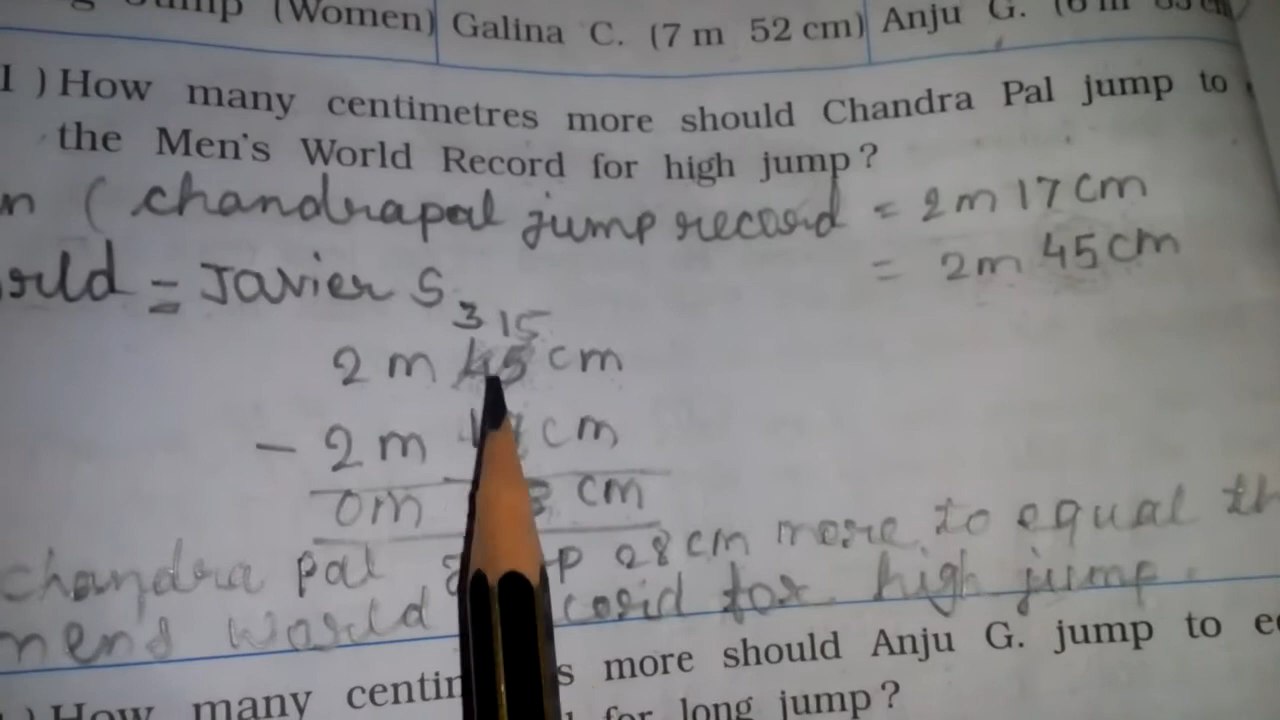 (Women) Galina C. (7 m 52 cm) Anju G.
I ) How many centimetres more should Chandra Pal jump to
the Men's World Record for high jump ?
( chandrapal jump record = 2m 17cm
= Javier S = 2m 45cm
3 15
2 m 45 cm
- 2 m cm
0m cm
chandra pal 28 cm more to equal
men's world for high jump.
How many more should Anju G. jump to
for long jump ?